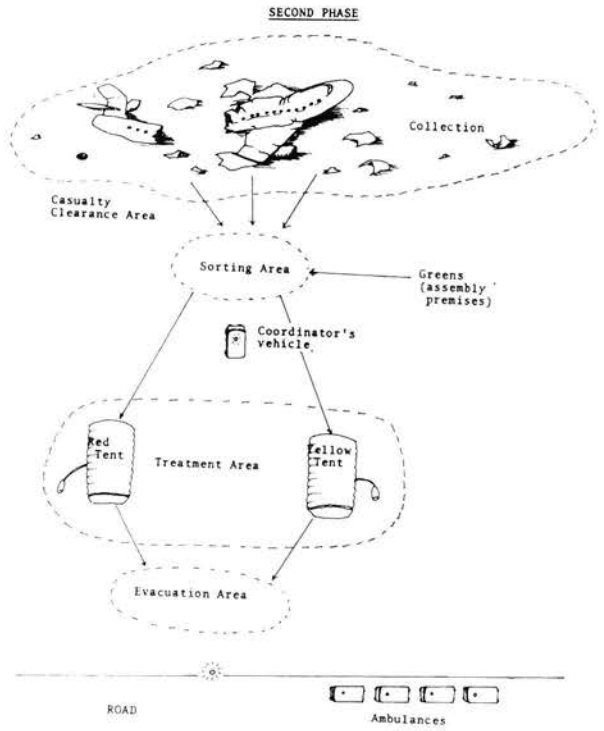 SECOND PHASE
Collection
Casualty
Clearance Area
Sorting Area
Greens
(assembly
premises)
Coordinator's
vehicle
Red
Tent
Treatment Area
Yellow
Tent
Evacuation Area
ROAD
Ambulances